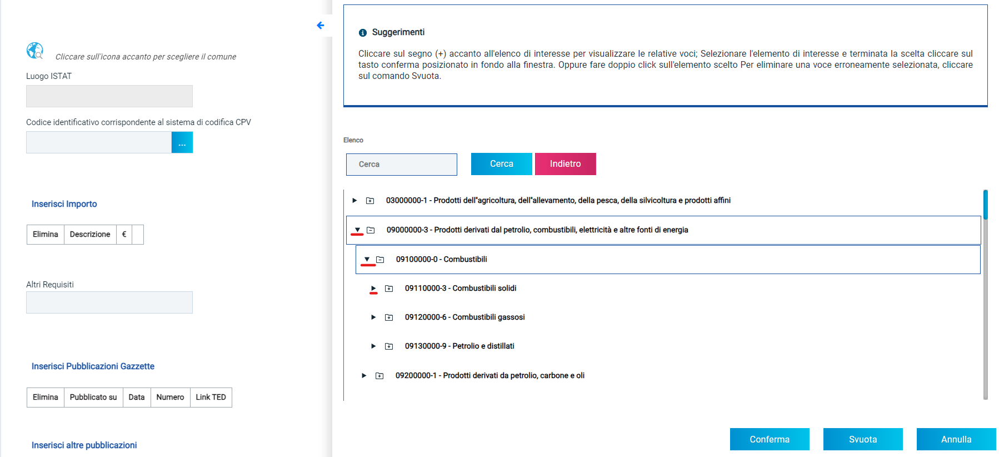 Cliccare sull'icona accanto per scegliere il comune
Luogo ISTAT
Codice identificativo corrispondente al sistema di codifica CPV
...
Inserisci Importo
Elimina Descrizione €
Altri Requisiti
Inserisci Pubblicazioni Gazzette
Elimina Pubblicato su Data Numero Link TED
Inserisci altre pubblicazioni
Suggerimenti
Cliccare sul segno (+) accanto all'elenco di interesse per visualizzare le relative voci; Selezionare l'elemento di interesse e terminata la scelta cliccare sul
tasto conferma posizionato in fondo alla finestra. Oppure fare doppio click sull'elemento scelto Per eliminare una voce erroneamente selezionata, cliccare
sul comando Svuota.
Elenco
Cerca Cerca Indietro
03000000-1 - Prodotti dell"agricoltura, dell"allevamento, della pesca, della silvicoltura e prodotti affini
09000000-3 - Prodotti derivati dal petrolio, combustibili, elettricità e altre fonti di energia
09100000-0 - Combustibili
09110000-3 - Combustibili solidi
09120000-6 - Combustibili gassosi
09130000-9 - Petrolio e distillati
09200000-1 - Prodotti derivati da petrolio, carbone e oli
Conferma Svuota Annulla